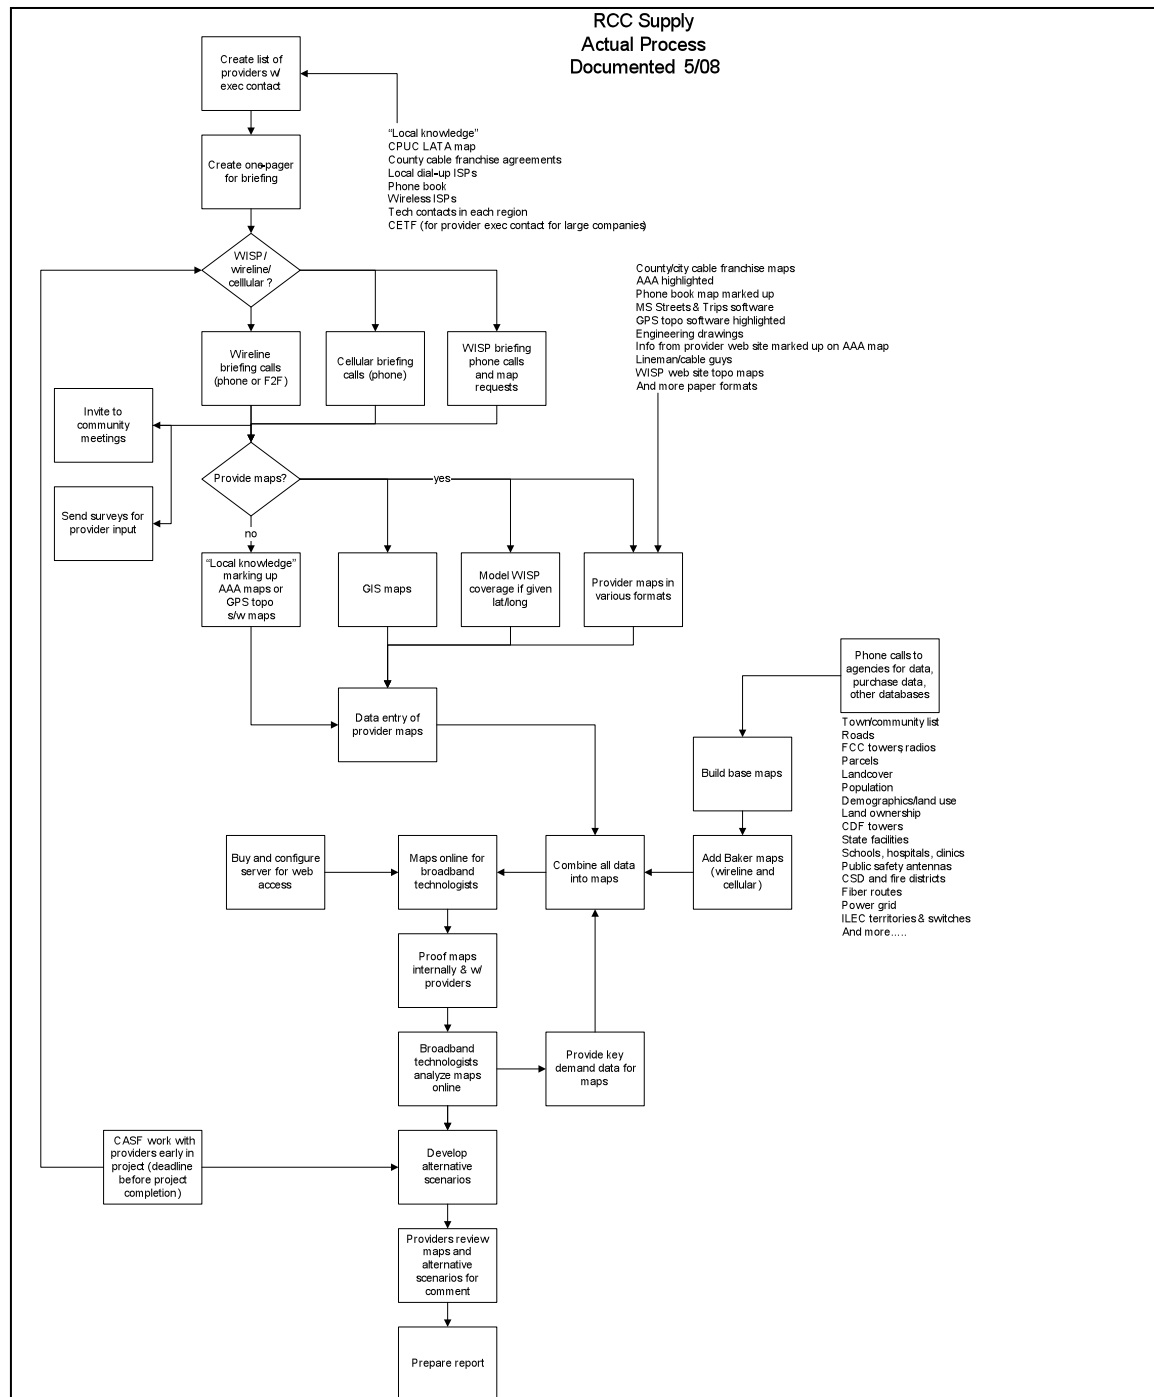 RCC Supply
Actual Process
Documented 5/08
Create list of
providers w/
exec contact
"Local knowledge"
CPUC LATA map
County cable franchise agreements
Local dial-up ISPs
Phone book
Wireless ISPs
Tech contacts in each region
CETF (for provider exec contact for large companies)
Create one-pager
for briefing
WISP/
wireline/
celllular ?
County/city cable franchise maps
AAA highlighted
Phone book map marked up
MS Streets & Trips software
GPS topo software highlighted
Engineering drawings
Info from provider web site marked up on AAA map
Lineman/cable guys
WISP web site topo maps
And more paper formats
Wireline
briefing calls
(phone or F2F)
Cellular briefing
calls (phone)
WISP briefing
phone calls
and map
requests
Invite to
community
meetings
Provide maps?
yes
no
Send surveys for
provider input
"Local knowledge"
marking up
AAA maps or
GPS topo
s/w maps
GIS maps
Model WISP
coverage if given
lat/long
Provider maps in
various formats
Phone calls to
agencies for data,
purchase data,
other databases
Data entry of
provider maps
Town/community list
Roads
FCC towers, radios
Parcels
Landcover
Population
Demographics/land use
Land ownership
CDF towers
State facilities
Schools, hospitals, clinics
Public safety antennas
CSD and fire districts
Fiber routes
Power grid
ILEC territories & switches
And more.....
Build base maps
Buy and configure
server for web
access
Maps online for
broadband
technologists
Combine all data
into maps
Add Baker maps
(wireline and
cellular)
Proof maps
internally & w/
providers
Broadband
technologists
analyze maps
online
Provide key
demand data for
maps
CASF work with
providers early in
project (deadline
before project
completion)
Develop
alternative
scenarios
Providers review
maps and
alternative
scenarios for
comment
Prepare report